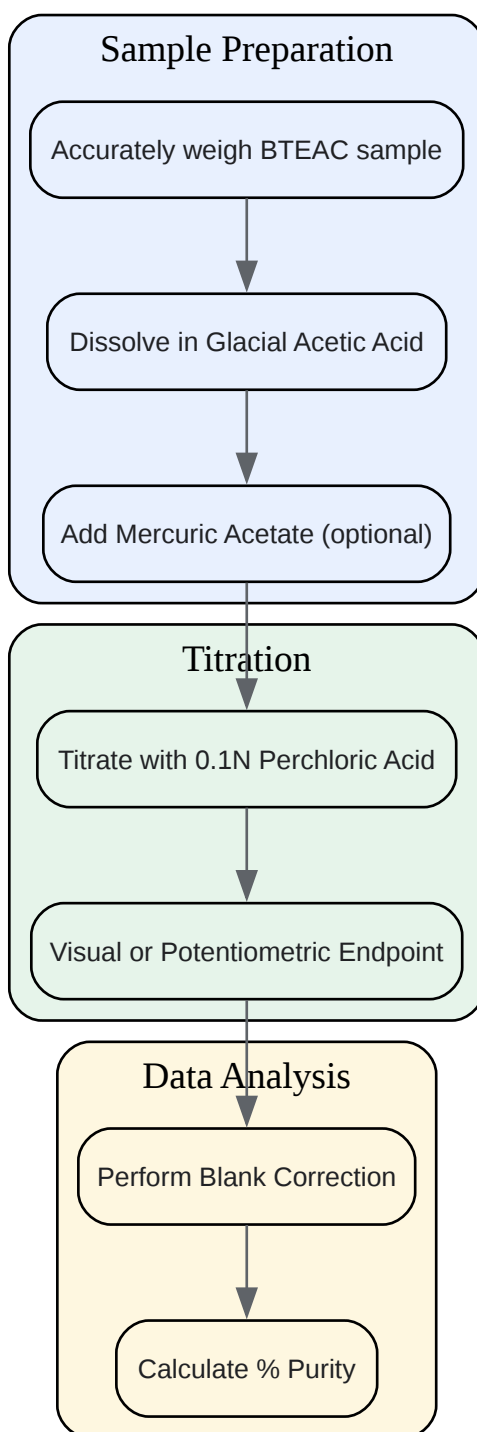 Sample Preparation
Accurately weigh BTEAC sample
Dissolve in Glacial Acetic Acid
Add Mercuric Acetate (optional)
Titration
Titrate with 0.1N Perchloric Acid
Visual or Potentiometric Endpoint
Data Analysis
Perform Blank Correction
Calculate % Purity